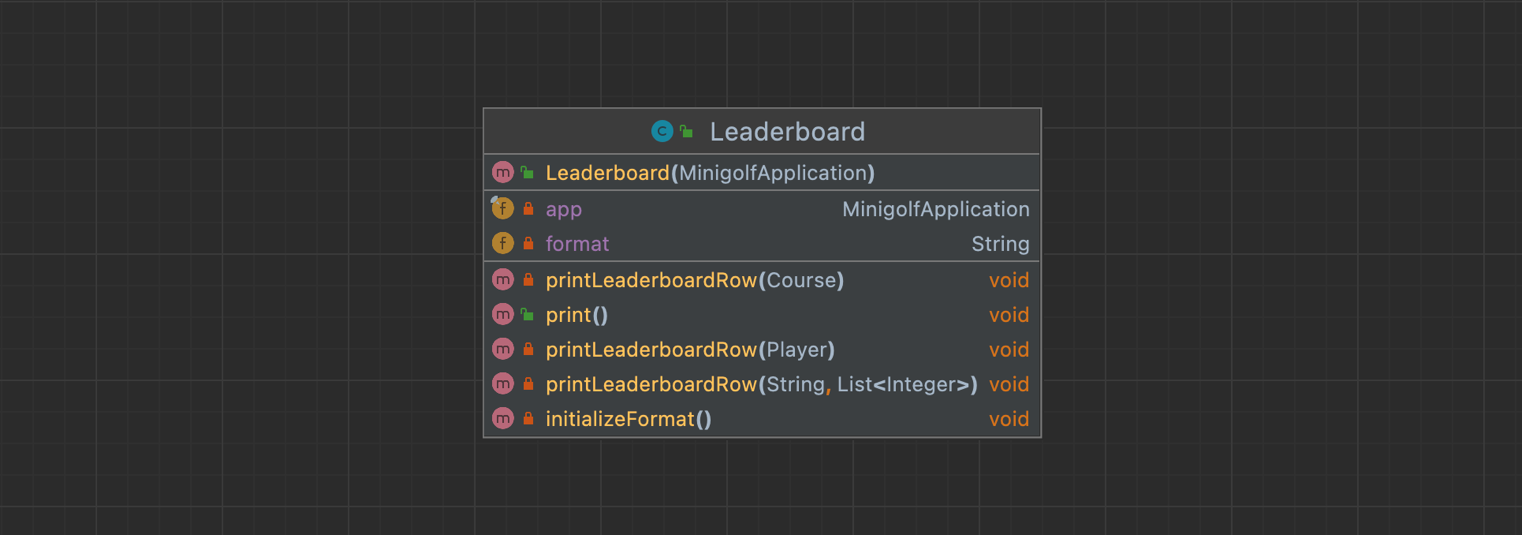 C Leaderboard
m Leaderboard(MinigolfApplication)
f app MinigolfApplication
f format String
m printLeaderboardRow(Course) void
m print() void
m printLeaderboardRow(Player) void
m printLeaderboardRow(String, List<Integer>) void
m initializeFormat() void